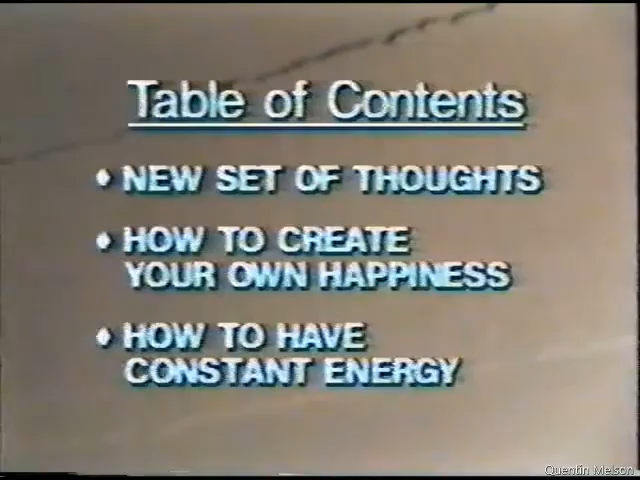 Table of Contents
♦ NEW SET OF THOUGHTS
♦ HOW TO CREATE
YOUR OWN HAPPINESS
♦ HOW TO HAVE
CONSTANT ENERGY
Quentin Melson